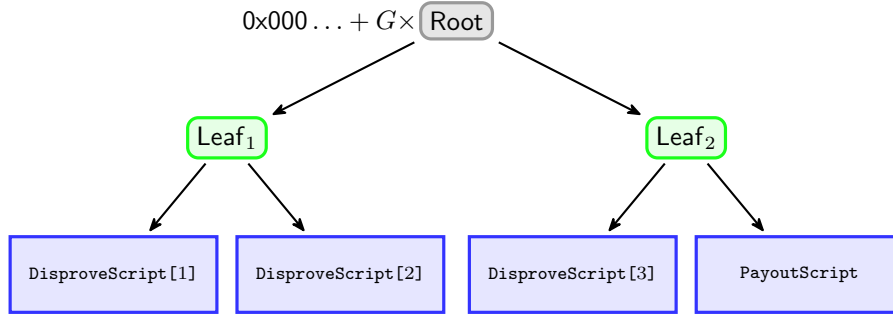 0x000 … + G× Root
Leaf₁ Leaf₂
DisproveScript[1] DisproveScript[2] DisproveScript[3] PayoutScript